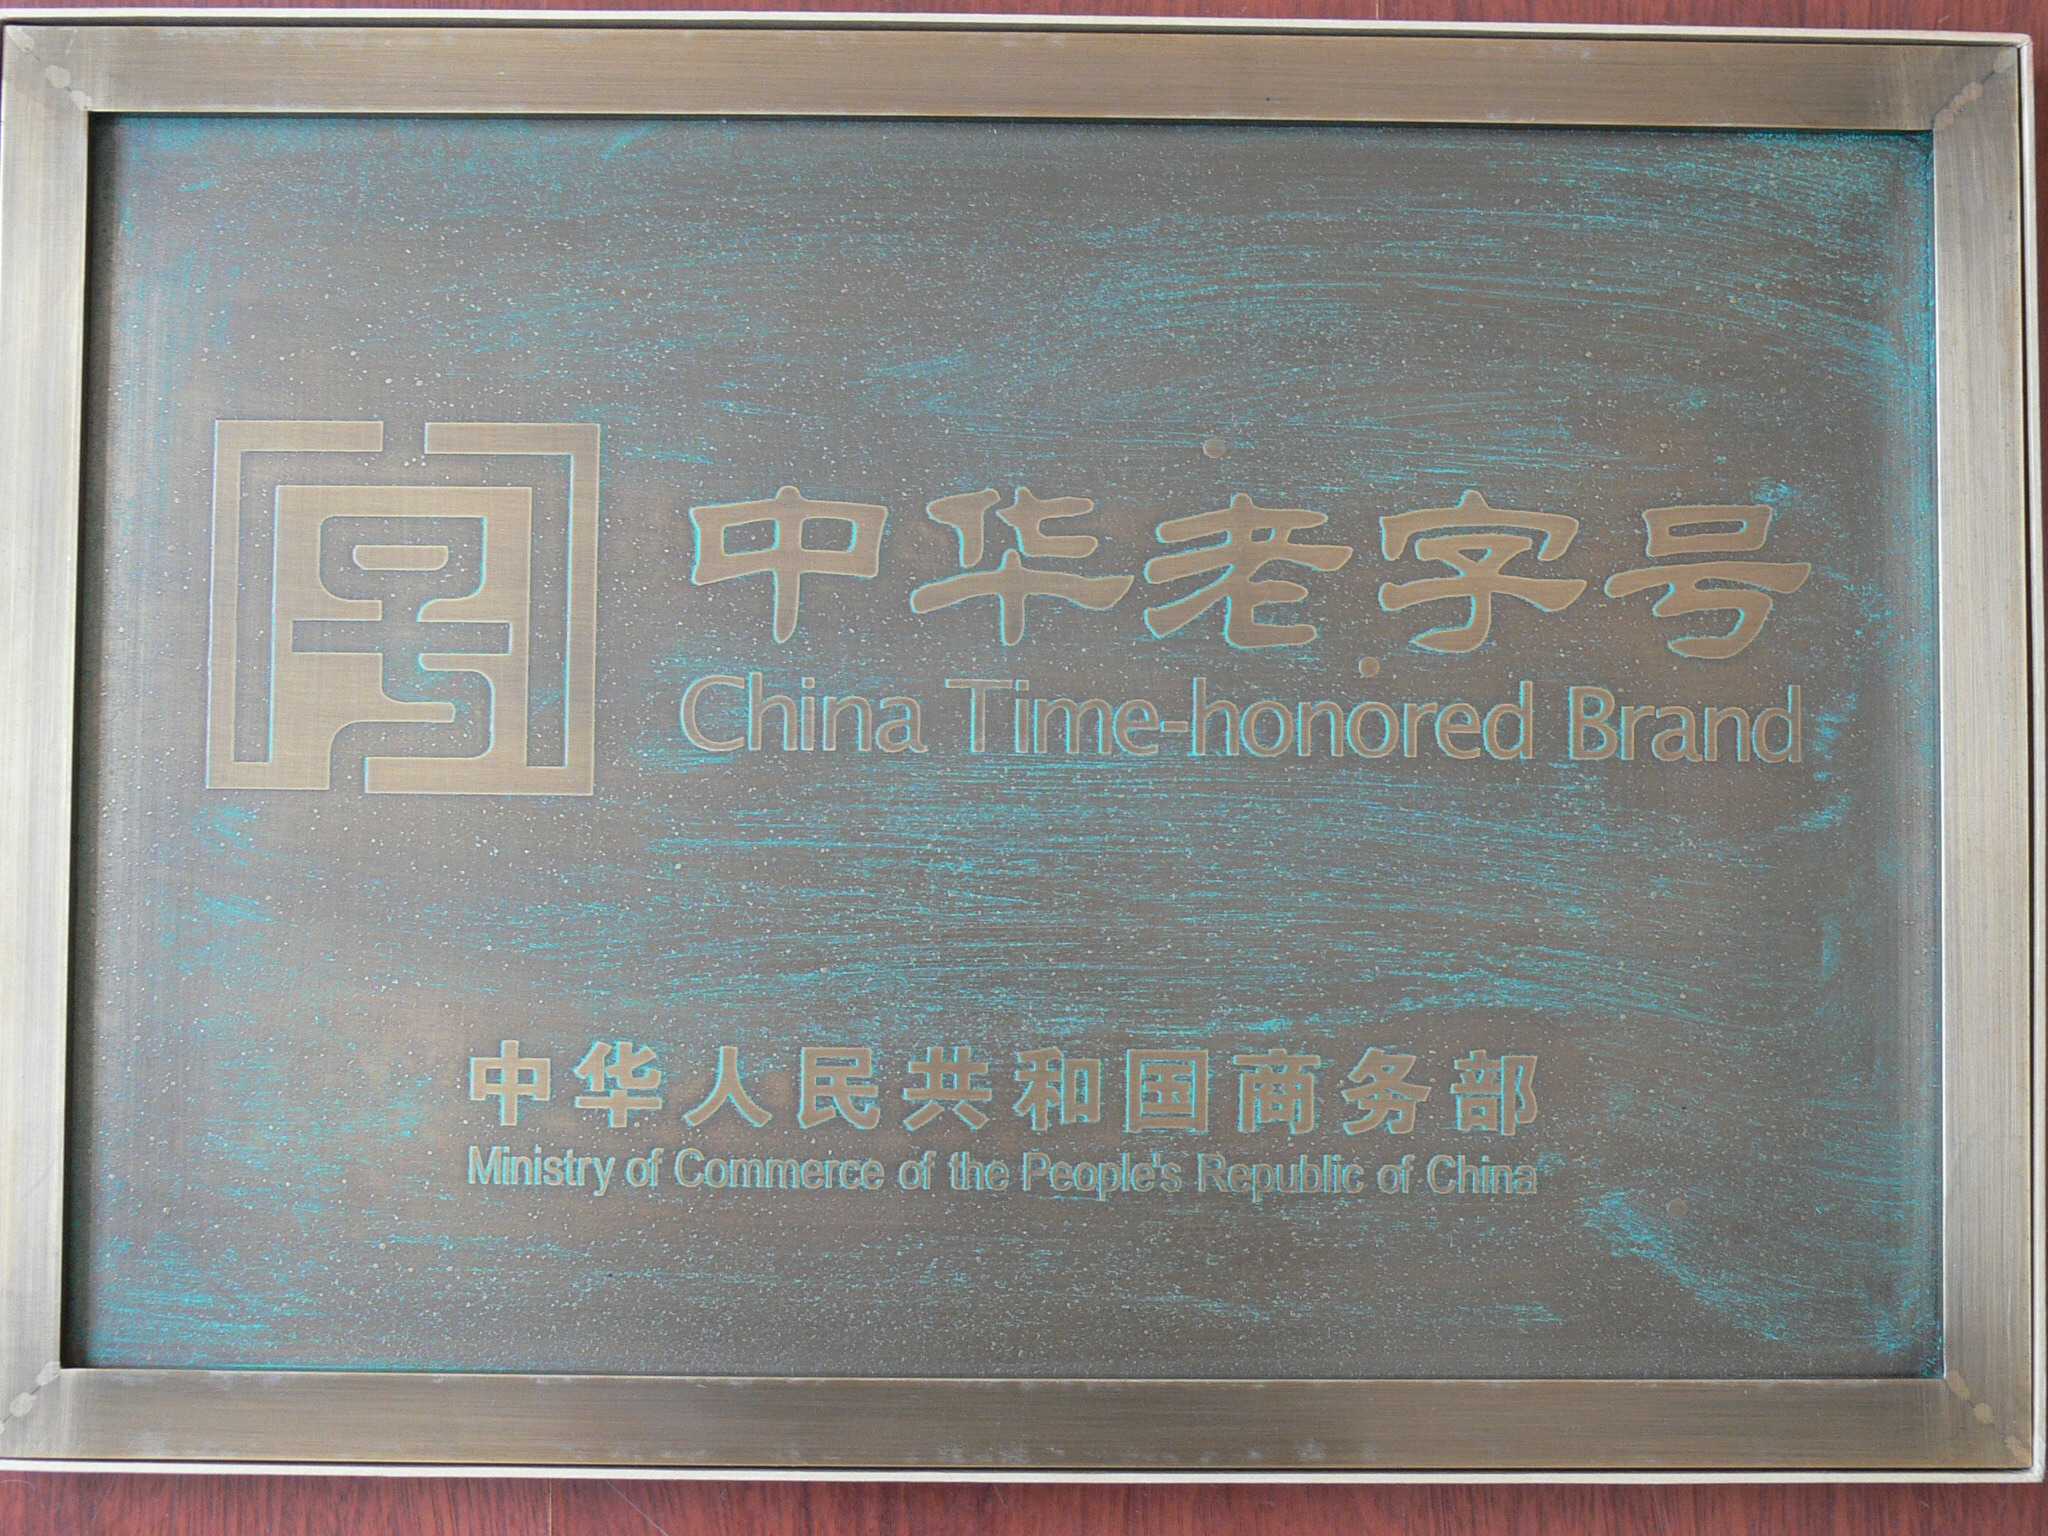 中华老字号
China Time-honored Brand
中华人民共和国商务部
Ministry of Commerce of the People's Republic of China